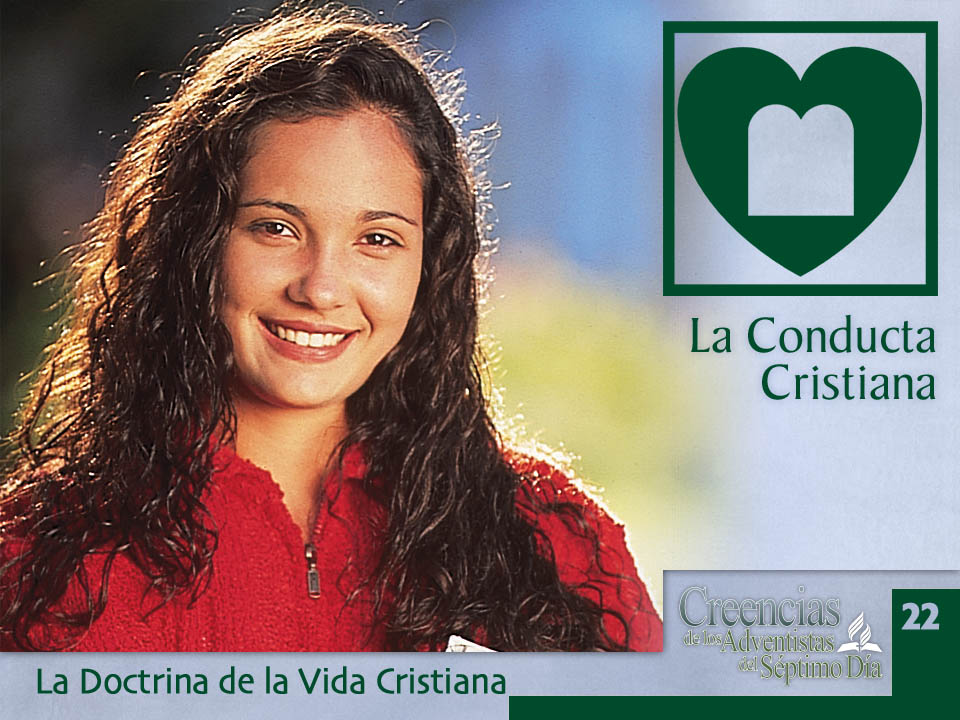 La Conducta
Cristiana
Creencias
de los Adventistas
del Séptimo Día
22
La Doctrina de la Vida Cristiana